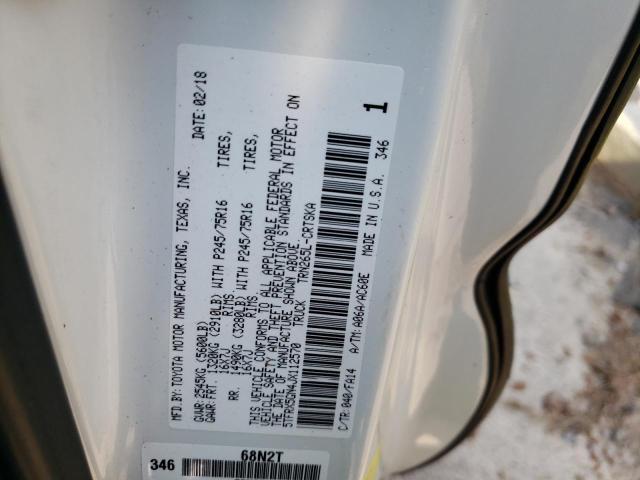 MFD. BY: TOYOTA MOTOR MANUFACTURING, TEXAS, INC. DATE: 02/18
GVWR: 2545KG (5600LB)
GAWR: FRT. 1320KG (2910LB) WITH P245/75R16 TIRES,
16X7J RIMS
RR. 1490KG (3280LB) WITH P245/75R16 TIRES,
16X7J RIMS,
THIS VEHICLE CONFORMS TO ALL APPLICABLE FEDERAL MOTOR
VEHICLE SAFETY AND THEFT PREVENTION STANDARDS IN EFFECT ON
THE DATE OF MANUFACTURE SHOWN ABOVE.
5TFRX5GN4JX112570 TRN265L-CRTSKA 1
C/TR: 040/FA14 A/TM: A06A/AC60E MADE IN U.S.A. 346
346 68N2T